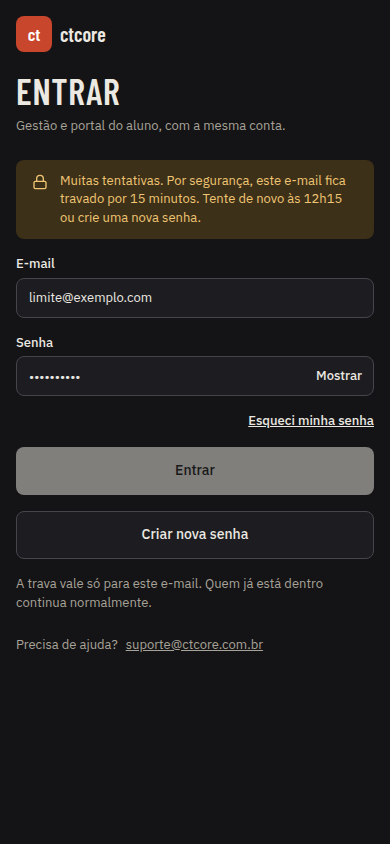 ct ctcore
ENTRAR
Gestão e portal do aluno, com a mesma conta.
Muitas tentativas. Por segurança, este e-mail fica
travado por 15 minutos. Tente de novo às 12h15
ou crie uma nova senha.
E-mail
limite@exemplo.com
Senha
•••••••••• Mostrar
Esqueci minha senha
Entrar
Criar nova senha
A trava vale só para este e-mail. Quem já está dentro
continua normalmente.
Precisa de ajuda? suporte@ctcore.com.br